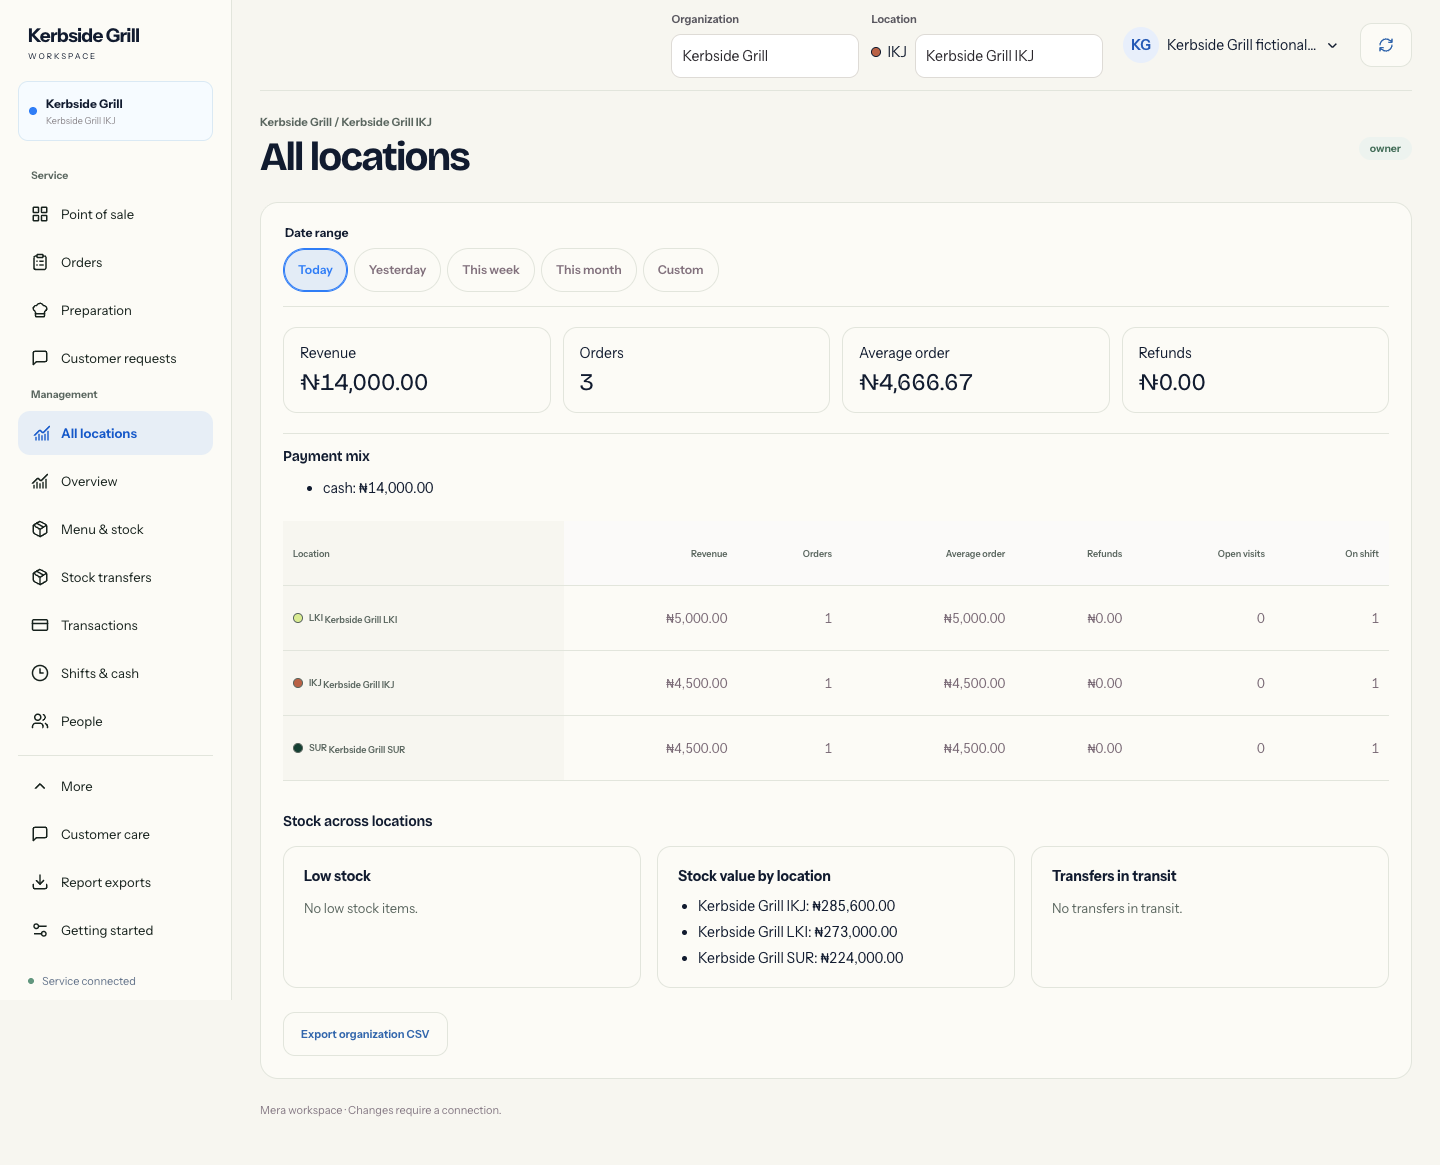 Kerbside Grill
WORKSPACE
Kerbside Grill
Kerbside Grill IKJ
Service
Point of sale
Orders
Preparation
Customer requests
Management
All locations
Overview
Menu & stock
Stock transfers
Transactions
Shifts & cash
People
More
Customer care
Report exports
Getting started
Service connected
Organization
Kerbside Grill
Location
IKJ
Kerbside Grill IKJ
KG
Kerbside Grill fictional...
Kerbside Grill / Kerbside Grill IKJ
All locations
owner
Date range
Today Yesterday This week This month Custom
Revenue
₦14,000.00
Orders
3
Average order
₦4,666.67
Refunds
₦0.00
Payment mix
• cash: ₦14,000.00
Location Revenue Orders Average order Refunds Open visits On shift
LKI Kerbside Grill LKI ₦5,000.00 1 ₦5,000.00 ₦0.00 0 1
IKJ Kerbside Grill IKJ ₦4,500.00 1 ₦4,500.00 ₦0.00 0 1
SUR Kerbside Grill SUR ₦4,500.00 1 ₦4,500.00 ₦0.00 0 1
Stock across locations
Low stock
No low stock items.
Stock value by location
• Kerbside Grill IKJ: ₦285,600.00
• Kerbside Grill LKI: ₦273,000.00
• Kerbside Grill SUR: ₦224,000.00
Transfers in transit
No transfers in transit.
Export organization CSV
Mera workspace · Changes require a connection.